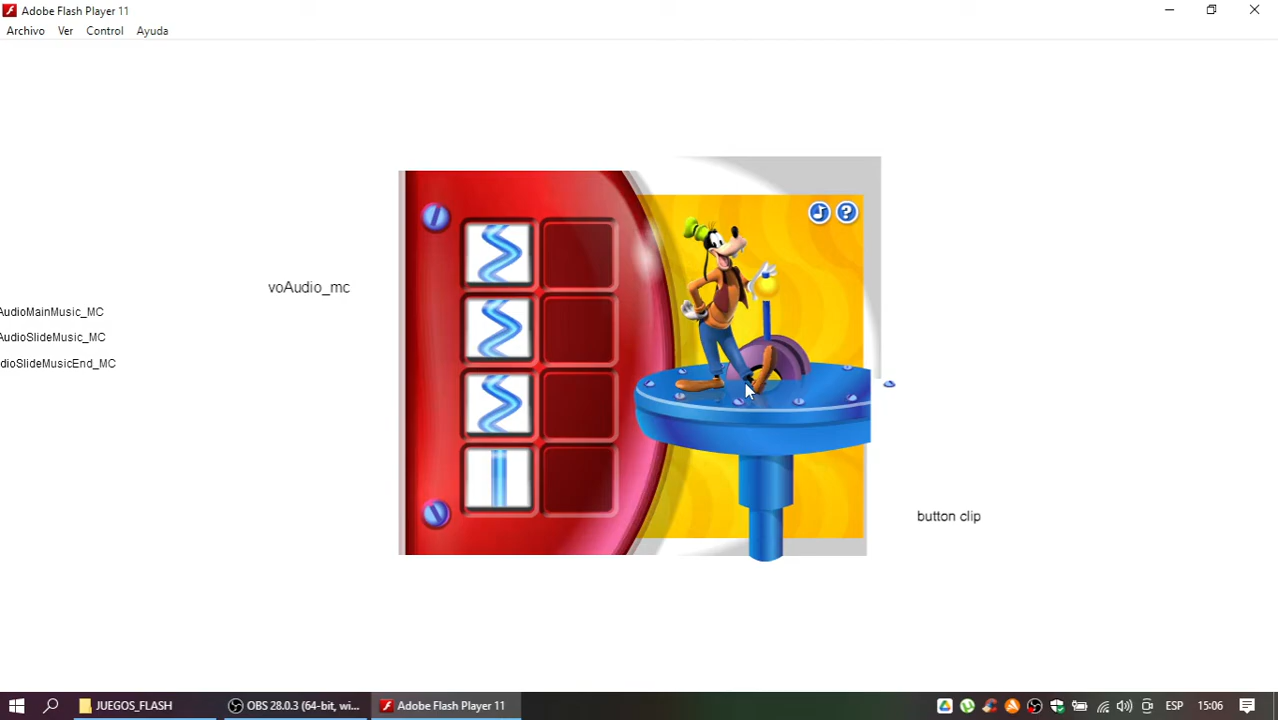 Adobe Flash Player 11
Archivo Ver Control Ayuda
?
voAudio_mc
AudioMainMusic_MC
AudioSlideMusic_MC
dioSlideMusicEnd_MC
button clip
JUEGOS_FLASH
OBS 28.0.3 (64-bit, wi...
Adobe Flash Player 11
ESP
15:06